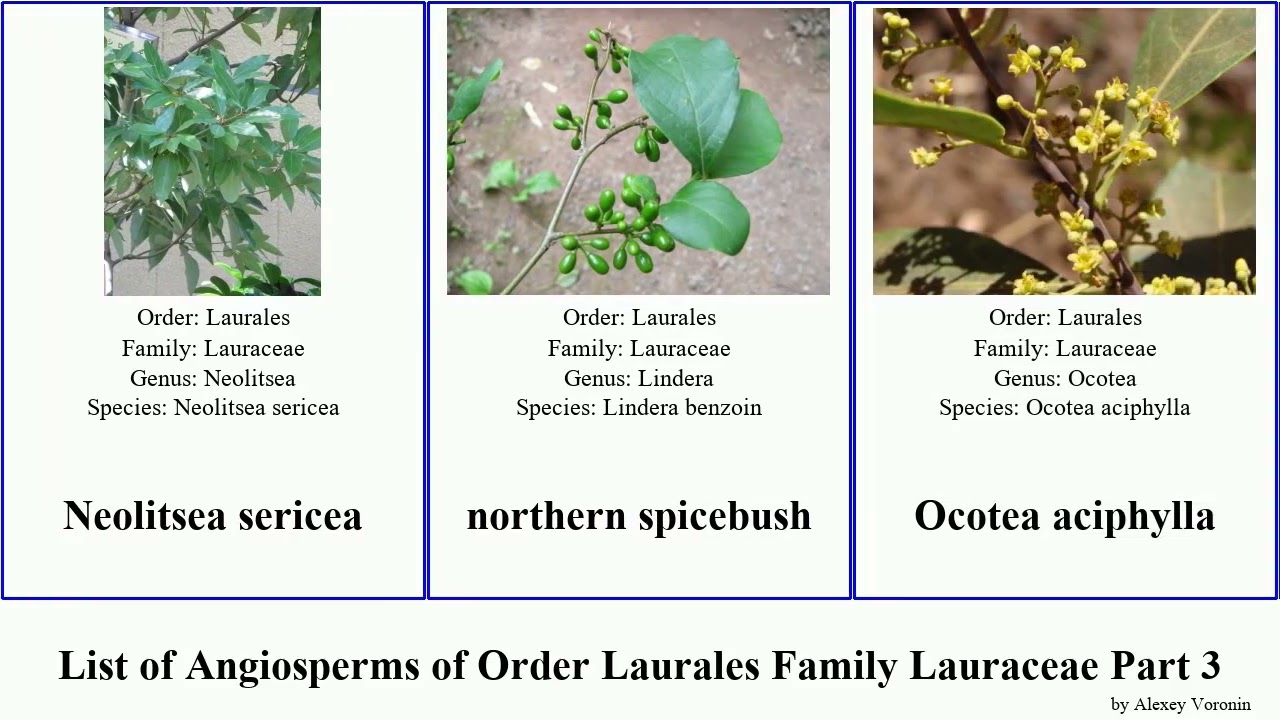 Order: Laurales
Family: Lauraceae
Genus: Neolitsea
Species: Neolitsea sericea
Neolitsea sericea
Order: Laurales
Family: Lauraceae
Genus: Lindera
Species: Lindera benzoin
northern spicebush
Order: Laurales
Family: Lauraceae
Genus: Ocotea
Species: Ocotea aciphylla
Ocotea aciphylla
List of Angiosperms of Order Laurales Family Lauraceae Part 3
by Alexey Voronin